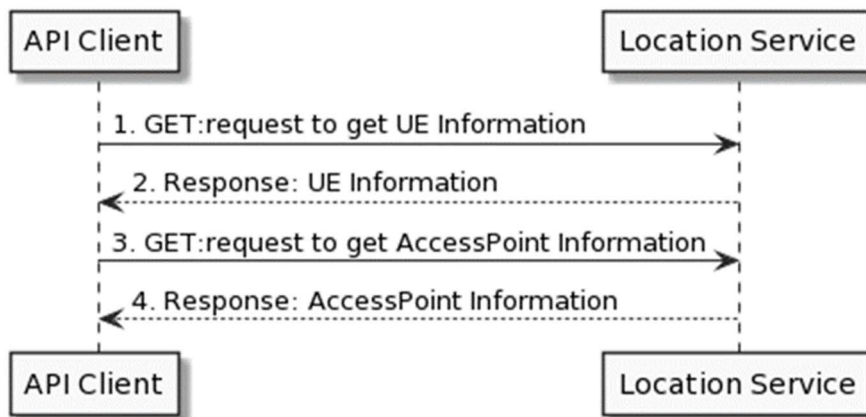 API Client
Location Service
1. GET:request to get UE Information
2. Response: UE Information
3. GET:request to get AccessPoint Information
4. Response: AccessPoint Information
API Client
Location Service